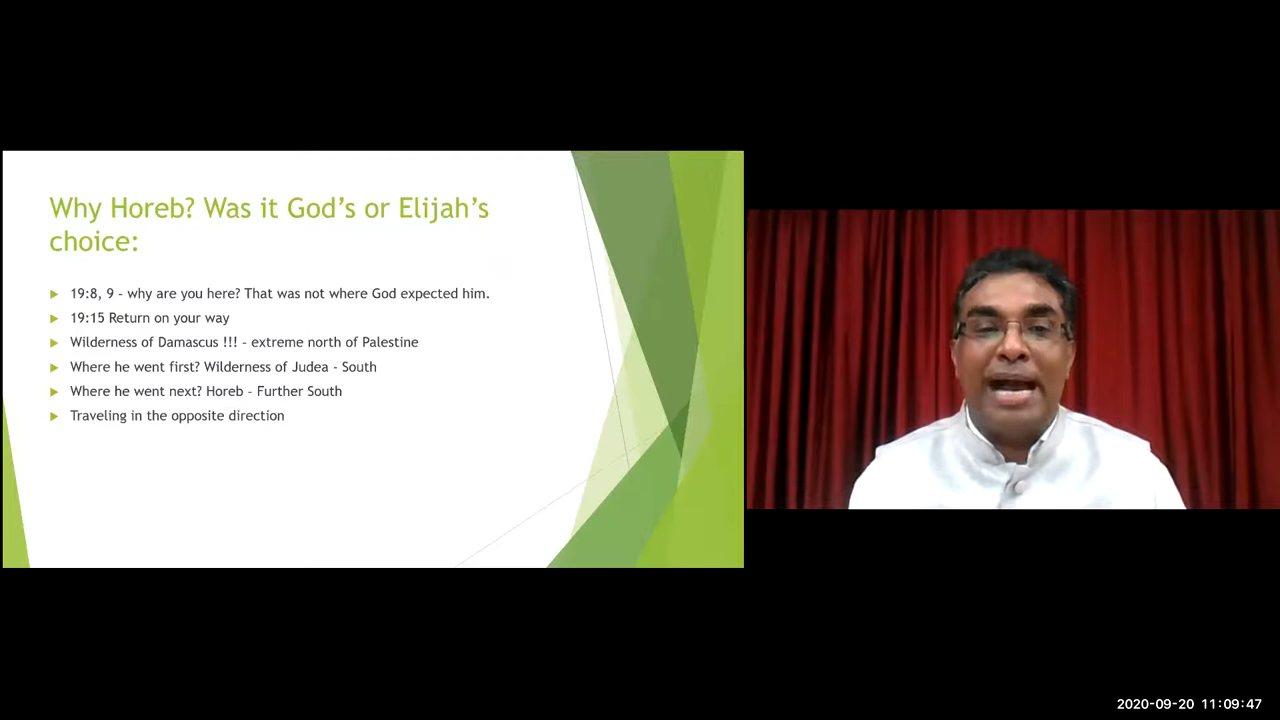 Why Horeb? Was it God’s or Elijah’s
choice:
19:8, 9 – why are you here? That was not where God expected him.
19:15 Return on your way
Wilderness of Damascus !!! – extreme north of Palestine
Where he went first? Wilderness of Judea - South
Where he went next? Horeb – Further South
Traveling in the opposite direction
2020-09-20 11:09:47